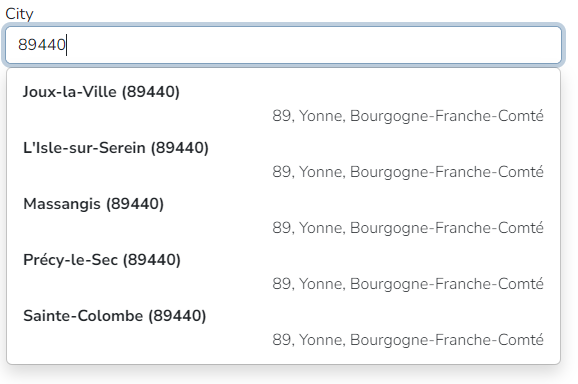 City
89440
Joux-la-Ville (89440)
89, Yonne, Bourgogne-Franche-Comté
L'Isle-sur-Serein (89440)
89, Yonne, Bourgogne-Franche-Comté
Massangis (89440)
89, Yonne, Bourgogne-Franche-Comté
Précy-le-Sec (89440)
89, Yonne, Bourgogne-Franche-Comté
Sainte-Colombe (89440)
89, Yonne, Bourgogne-Franche-Comté